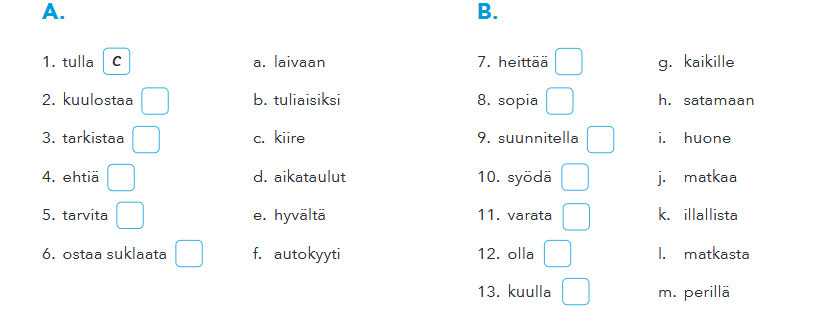 A.
1. tulla C
a. laivaan
2. kuulostaa
b. tuliaisiksi
3. tarkistaa
c. kiire
4. ehtiä
d. aikataulut
5. tarvita
e. hyvältä
6. ostaa suklaata
f. autokyyti
B.
7. heittää
g. kaikille
8. sopia
h. satamaan
9. suunnitella
i. huone
10. syödä
j. matkaa
11. varata
k. illallista
12. olla
l. matkasta
13. kuulla
m. perillä